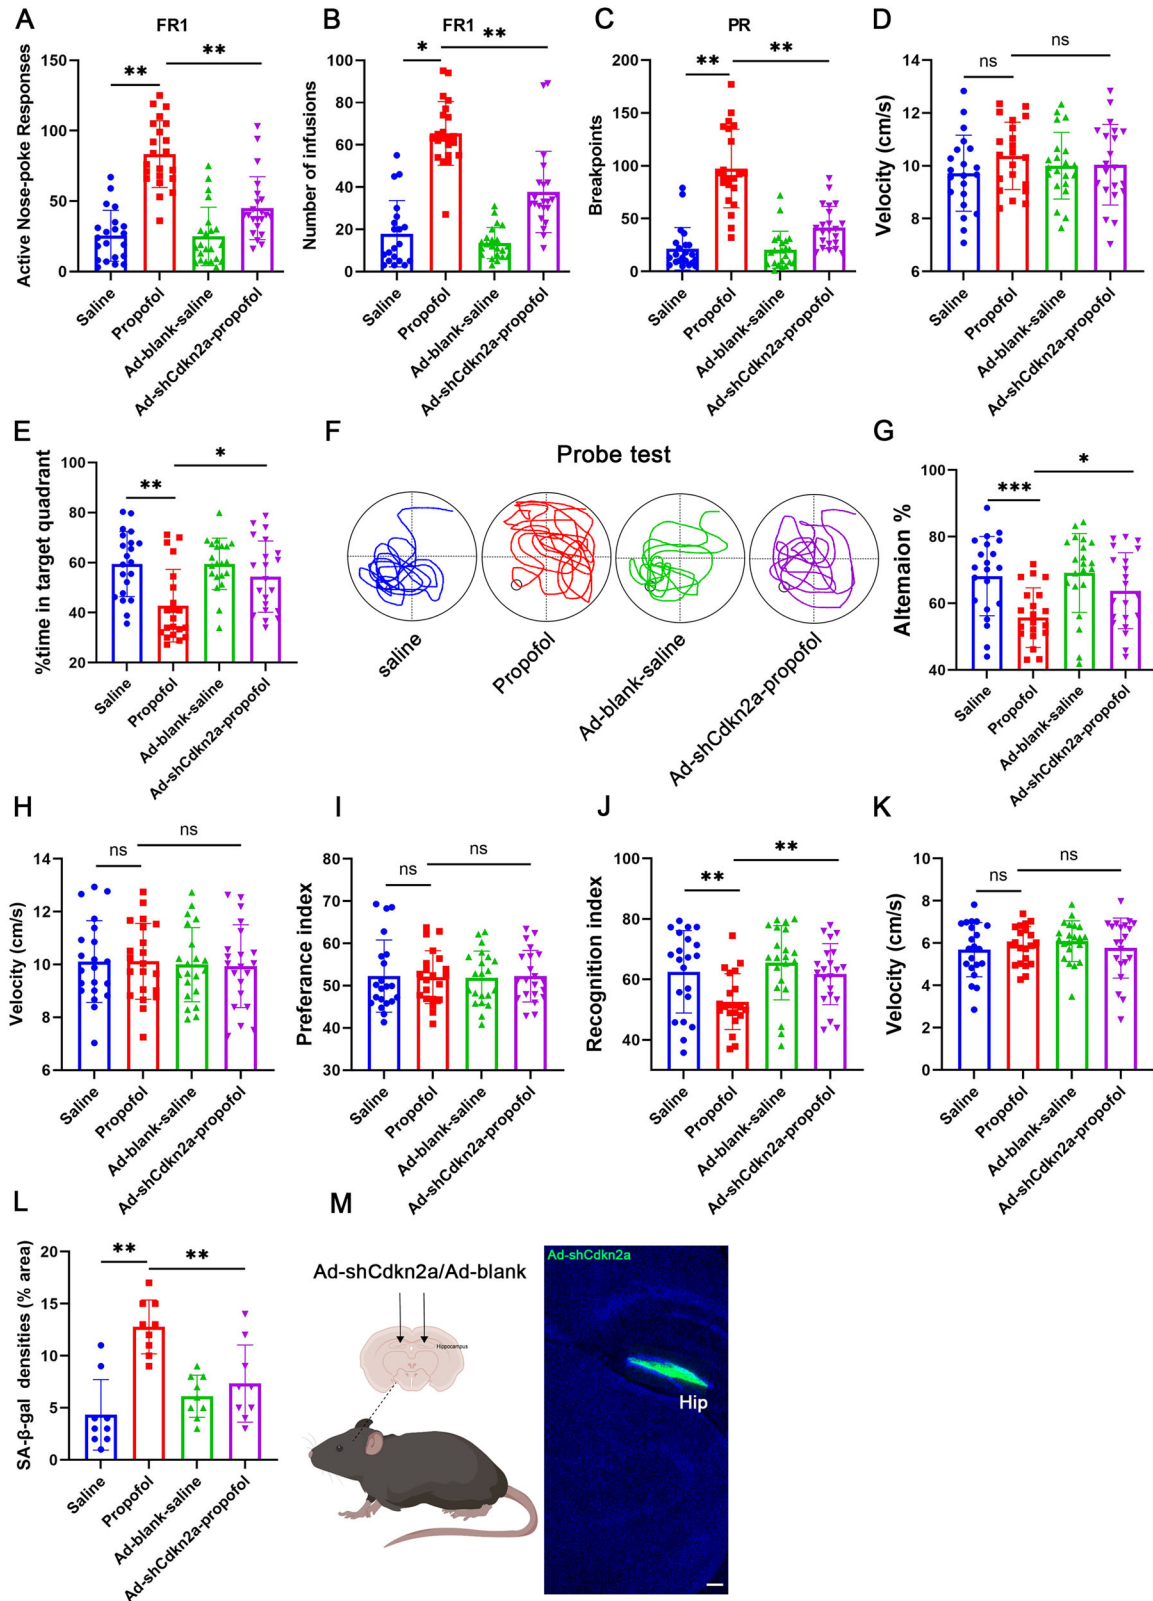 A
FR1
Active Nose-poke Responses
150
100
50
0
**
**
Saline
Propofol
Ad-blank-saline
Ad-shCdkn2a-propofol
B
FR1
Number of infusions
100
80
60
40
20
0
*
**
Saline
Propofol
Ad-blank-saline
Ad-shCdkn2a-propofol
C
PR
Breakpoints
200
150
100
50
0
**
**
Saline
Propofol
Ad-blank-saline
Ad-shCdkn2a-propofol
D
Velocity (cm/s)
14
12
10
8
6
ns
ns
Saline
Propofol
Ad-blank-saline
Ad-shCdkn2a-propofol
E
%time in target quadrant
100
80
60
40
20
**
*
Saline
Propofol
Ad-blank-saline
Ad-shCdkn2a-propofol
F
Probe test
saline
Propofol
Ad-blank-saline
Ad-shCdkn2a-propofol
G
Altemaion %
100
80
60
40
***
*
Saline
Propofol
Ad-blank-saline
Ad-shCdkn2a-propofol
H
Velocity (cm/s)
14
12
10
8
6
ns
ns
Saline
Propofol
Ad-blank-saline
Ad-shCdkn2a-propofol
I
Preferance index
80
70
60
50
40
30
ns
ns
Saline
Propofol
Ad-blank-saline
Ad-shCdkn2a-propofol
J
Recognition index
100
80
60
40
**
**
Saline
Propofol
Ad-blank-saline
Ad-shCdkn2a-propofol
K
Velocity (cm/s)
10
8
6
4
2
0
ns
ns
Saline
Propofol
Ad-blank-saline
Ad-shCdkn2a-propofol
L
SA-β-gal densities (% area)
20
15
10
5
0
**
**
Saline
Propofol
Ad-blank-saline
Ad-shCdkn2a-propofol
M
Ad-shCdkn2a/Ad-blank
Hippocampus
Ad-shCdkn2a
Hip